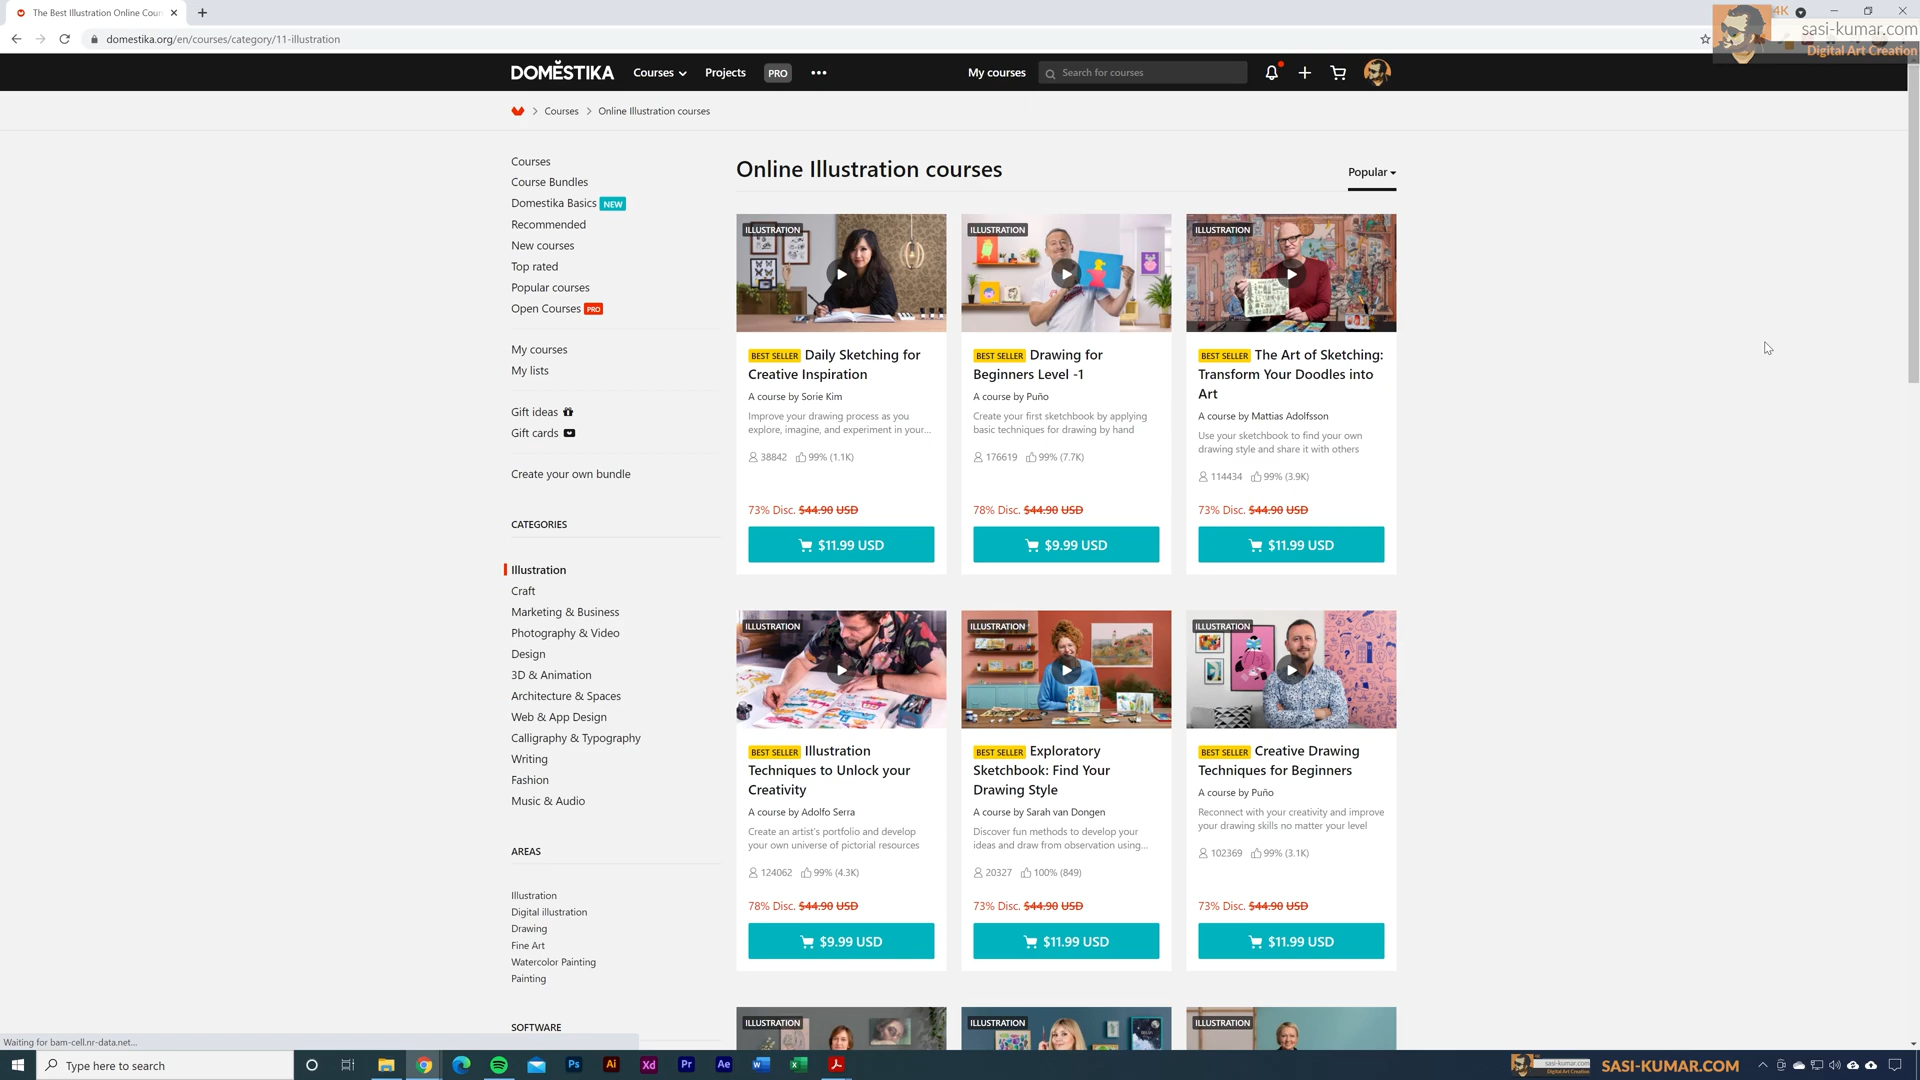 The Best Illustration Online Cour
4K
domestika.org/en/courses/category/11-illustration
sasi-kumar.com
Digital Art Creation
DOMESTIKA
Courses
Projects
PRO
My courses
Search for courses
Courses
Online Illustration courses
Courses
Course Bundles
Domestika Basics NEW
Recommended
New courses
Top rated
Popular courses
Open Courses PRO
My courses
My lists
Gift ideas
Gift cards
Create your own bundle
CATEGORIES
Illustration
Craft
Marketing & Business
Photography & Video
Design
3D & Animation
Architecture & Spaces
Web & App Design
Calligraphy & Typography
Writing
Fashion
Music & Audio
AREAS
Illustration
Digital illustration
Drawing
Fine Art
Watercolor Painting
Painting
SOFTWARE
Online Illustration courses
Popular
ILLUSTRATION
BEST SELLER Daily Sketching for
Creative Inspiration
A course by Sorie Kim
Improve your drawing process as you
explore, imagine, and experiment in your...
38842 99% (1.1K)
73% Disc. $44.90 USD
$11.99 USD
ILLUSTRATION
BEST SELLER Drawing for
Beginners Level -1
A course by Puño
Create your first sketchbook by applying
basic techniques for drawing by hand
176619 99% (7.7K)
78% Disc. $44.90 USD
$9.99 USD
ILLUSTRATION
BEST SELLER The Art of Sketching:
Transform Your Doodles into
Art
A course by Mattias Adolfsson
Use your sketchbook to find your own
drawing style and share it with others
114434 99% (3.9K)
73% Disc. $44.90 USD
$11.99 USD
ILLUSTRATION
BEST SELLER Illustration
Techniques to Unlock your
Creativity
A course by Adolfo Serra
Create an artist's portfolio and develop
your own universe of pictorial resources
124062 99% (4.3K)
78% Disc. $44.90 USD
$9.99 USD
ILLUSTRATION
BEST SELLER Exploratory
Sketchbook: Find Your
Drawing Style
A course by Sarah van Dongen
Discover fun methods to develop your
ideas and draw from observation using...
20327 100% (849)
73% Disc. $44.90 USD
$11.99 USD
ILLUSTRATION
BEST SELLER Creative Drawing
Techniques for Beginners
A course by Puño
Reconnect with your creativity and improve
your drawing skills no matter your level
102369 99% (3.1K)
73% Disc. $44.90 USD
$11.99 USD
ILLUSTRATION
ILLUSTRATION
ILLUSTRATION
Waiting for bam-cell.nr-data.net...
Type here to search
Ps
Ai
Xd
Pr
Ae
sasi-kumar.com
Digital Art Creation
SASI-KUMAR.COM